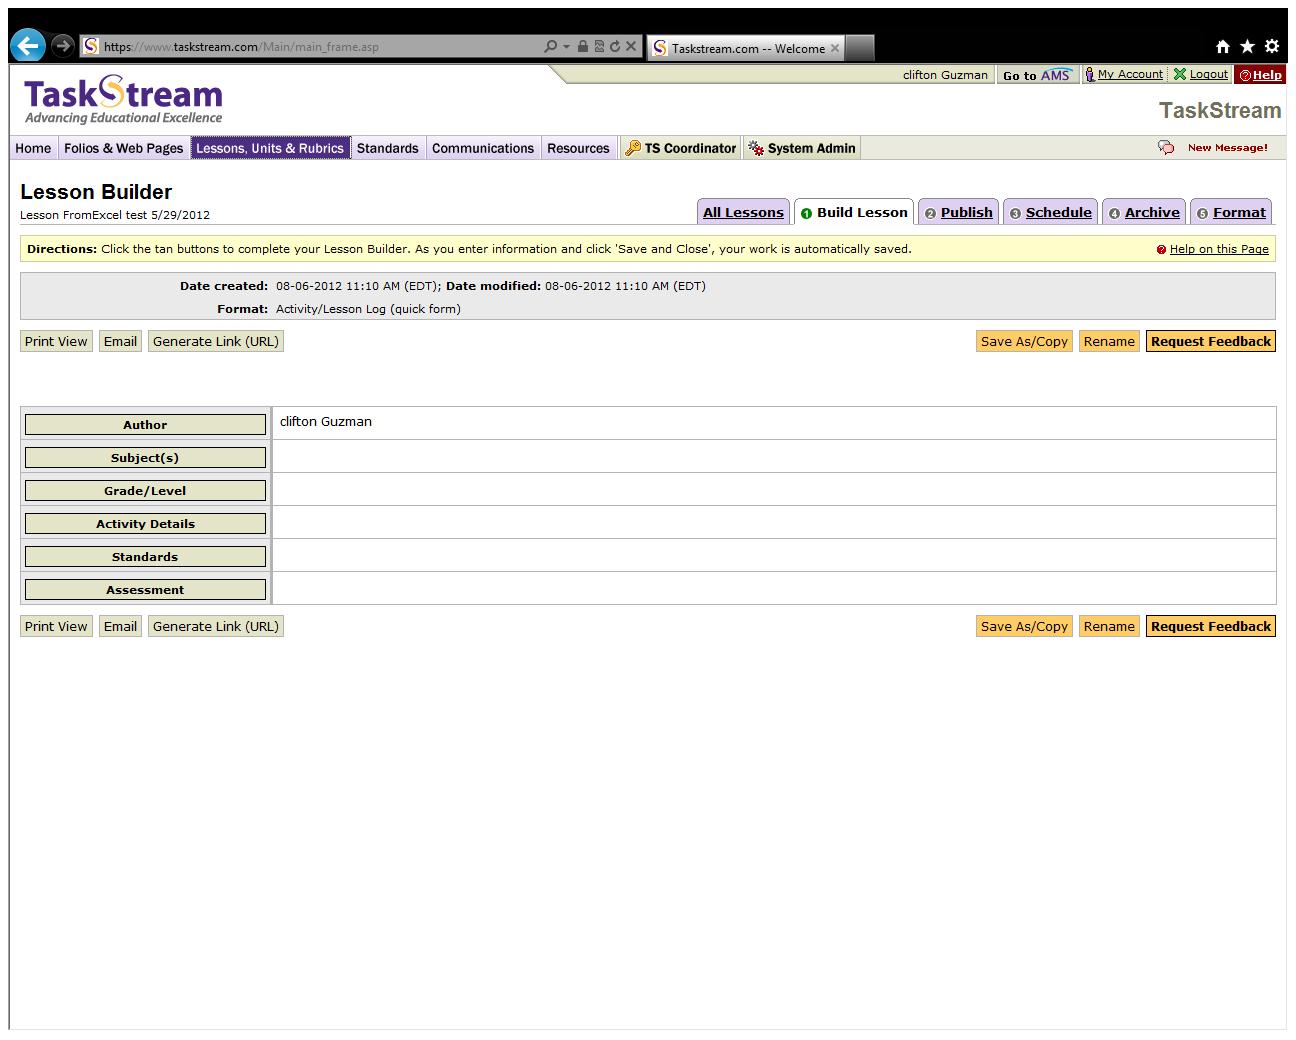 https://www.taskstream.com/Main/main_frame.asp
Taskstream.com -- Welcome
clifton Guzman
Go to AMS
My Account
Logout
Help
TaskStream
Advancing Educational Excellence
TaskStream
Home Folios & Web Pages Lessons, Units & Rubrics Standards Communications Resources TS Coordinator System Admin
New Message!
Lesson Builder
Lesson FromExcel test 5/29/2012
All Lessons 1 Build Lesson 2 Publish 3 Schedule 4 Archive 5 Format
Directions: Click the tan buttons to complete your Lesson Builder. As you enter information and click 'Save and Close', your work is automatically saved.
Help on this Page
Date created: 08-06-2012 11:10 AM (EDT); Date modified: 08-06-2012 11:10 AM (EDT)
Format: Activity/Lesson Log (quick form)
Print View Email Generate Link (URL) Save As/Copy Rename Request Feedback
Author clifton Guzman
Subject(s)
Grade/Level
Activity Details
Standards
Assessment
Print View Email Generate Link (URL) Save As/Copy Rename Request Feedback